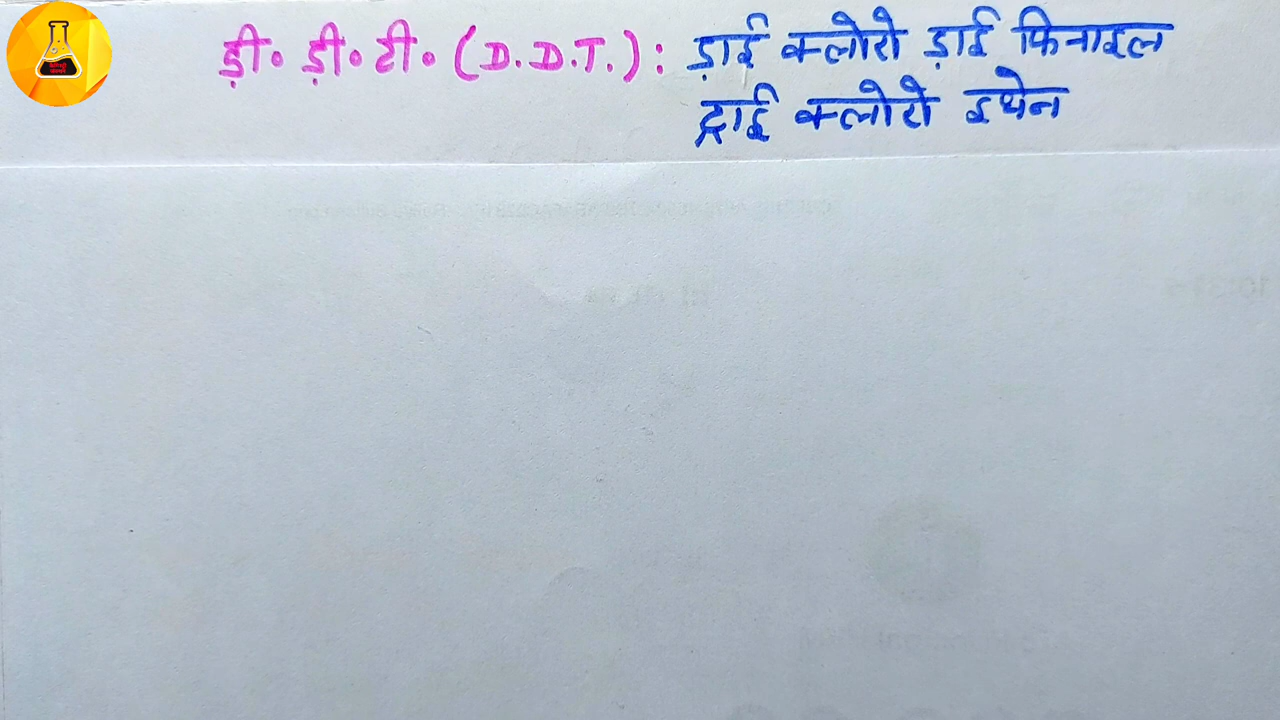 डी॰ डी॰ टी॰ (D.D.T.): ड़ाई क्लोरो ड़ाई फिनाइल
ट्राई क्लोरो इथेन